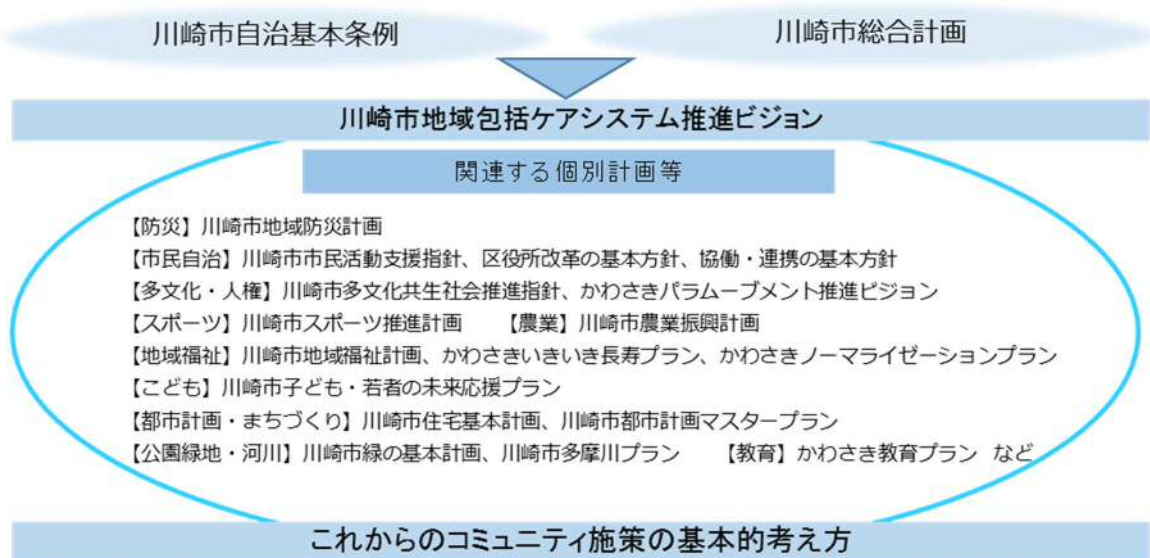 川崎市自治基本条例
川崎市総合計画
川崎市地域包括ケアシステム推進ビジョン
関連する個別計画等
【防災】川崎市地域防災計画
【市民自治】川崎市市民活動支援指針、区役所改革の基本方針、協働・連携の基本方針
【多文化・人権】川崎市多文化共生社会推進指針、かわさきパラムーブメント推進ビジョン
【スポーツ】川崎市スポーツ推進計画 【農業】川崎市農業振興計画
【地域福祉】川崎市地域福祉計画、かわさきいきいき長寿プラン、かわさきノーマライゼーションプラン
【こども】川崎市子ども・若者の未来応援プラン
【都市計画・まちづくり】川崎市住宅基本計画、川崎市都市計画マスタープラン
【公園緑地・河川】川崎市緑の基本計画、川崎市多摩川プラン 【教育】かわさき教育プラン など
これからのコミュニティ施策の基本的考え方